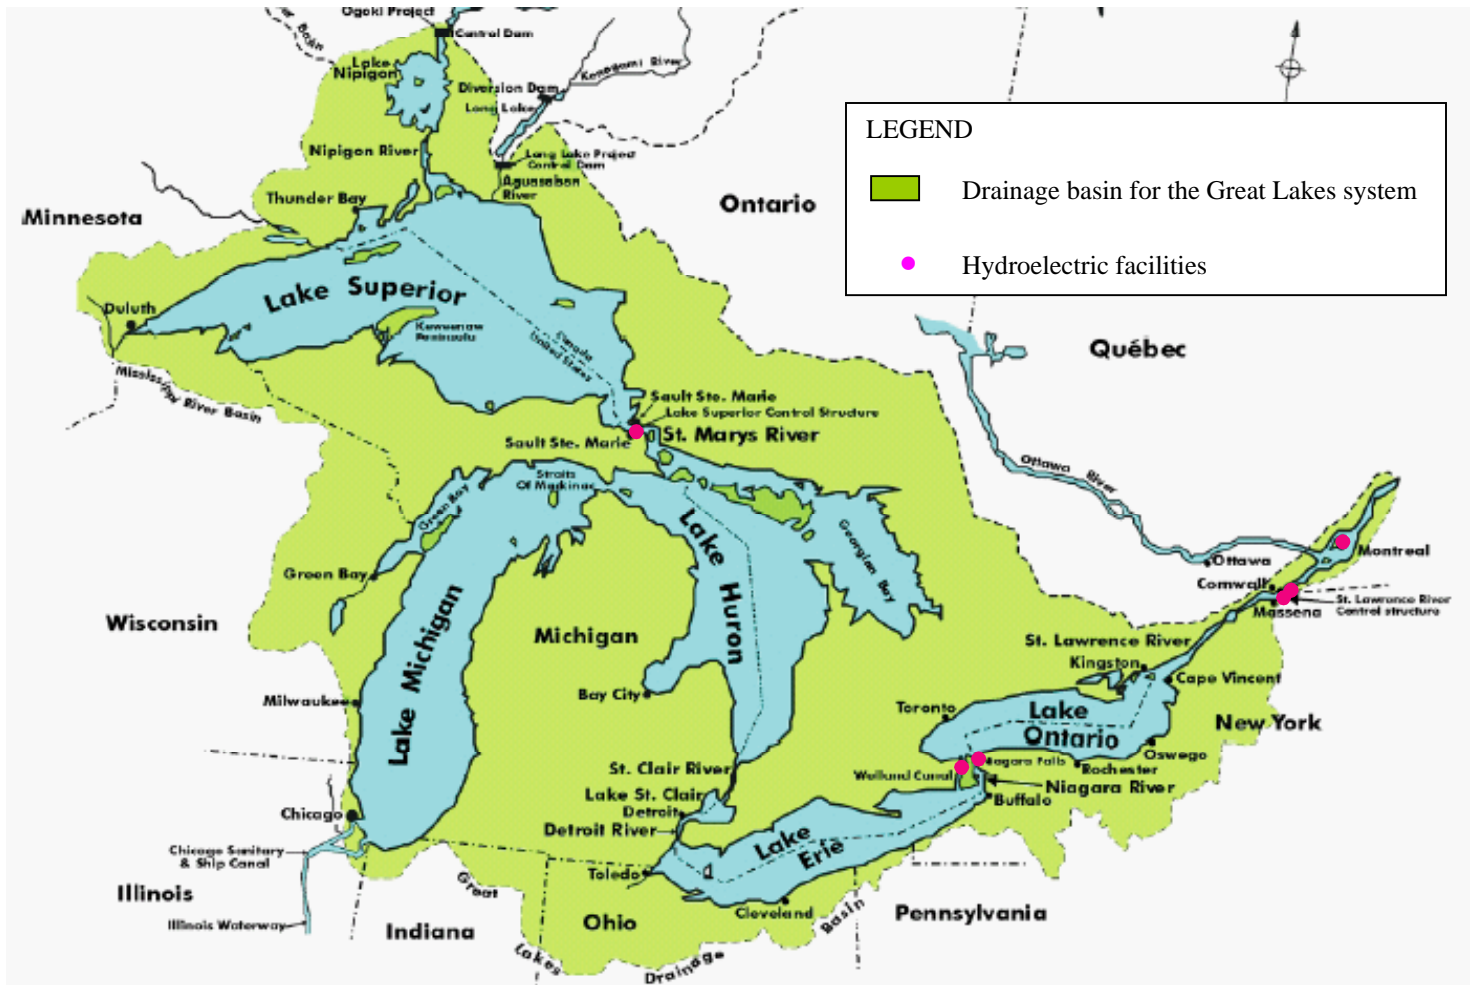 Ogoki Project
Control Dam
Lake
Nipigon
Kenogami River
Diversion Dam
Long Lake
Nipigon River
Long Lake Project
Control Dam
Aguasabon
River
Thunder Bay
Minnesota
Ontario
LEGEND
Drainage basin for the Great Lakes system
Hydroelectric facilities
Lake Superior
Duluth
Keweenaw
Peninsula
Canada
United States
Québec
Mississippi River Basin
Sault Ste. Marie
Lake Superior Control Structure
St. Marys River
Sault Ste. Marie
Straits
Of Mackinac
Green Bay
Ottawa River
Lake Huron
Georgian Bay
Green Bay
Ottawa
Montreal
Cornwall
St. Lawrence River
Control structure
Massena
Wisconsin
Lake Michigan
Michigan
St. Lawrence River
Kingston
Cape Vincent
Bay City
Milwaukee
Toronto
Lake
Ontario
New York
Oswego
Rochester
Niagara Falls
Welland Canal
Niagara River
Buffalo
St. Clair River
Lake St. Clair
Detroit
Detroit River
Chicago
Chicago Sanitary
& Ship Canal
Lake
Erie
Toledo
Cleveland
Illinois
Illinois Waterway
Indiana
Ohio
Pennsylvania
Great Lakes Drainage Basin